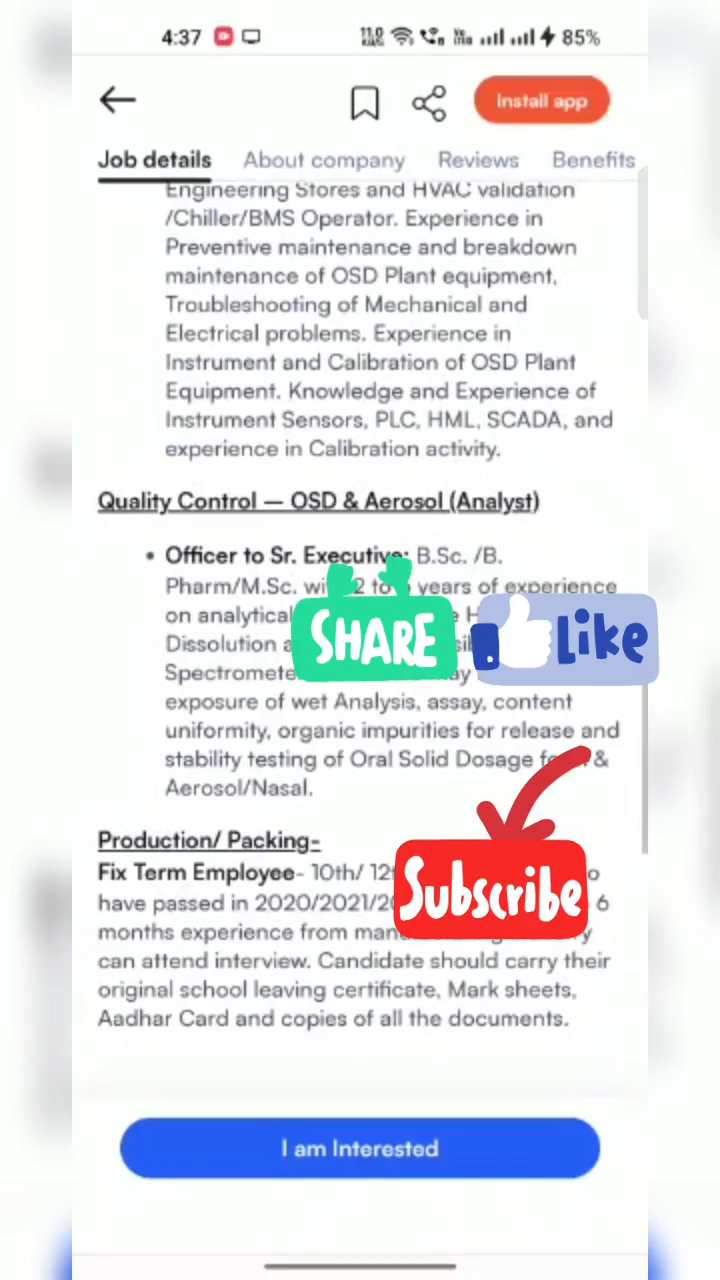 4:37 85%
Install app
Job details About company Reviews Benefits
Engineering Stores and HVAC validation
/Chiller/BMS Operator. Experience in
Preventive maintenance and breakdown
maintenance of OSD Plant equipment,
Troubleshooting of Mechanical and
Electrical problems. Experience in
Instrument and Calibration of OSD Plant
Equipment. Knowledge and Experience of
Instrument Sensors, PLC, HML, SCADA, and
experience in Calibration activity.
Quality Control — OSD & Aerosol (Analyst)
• Officer to Sr. Executive: B.Sc. /B.
Pharm/M.Sc. 2 to years of experience
on analytical
SHARE
Like
Dissolution
exposure of wet Analysis, assay, content
uniformity, organic impurities for release and
stability testing of Oral Solid Dosage &
Aerosol/Nasal.
Production/ Packing-
Fix Term Employee- 10th/
Subscribe
have passed in 2020/2021/ 6
months experience from
can attend interview. Candidate should carry their
original school leaving certificate, Mark sheets,
Aadhar Card and copies of all the documents.
I am Interested